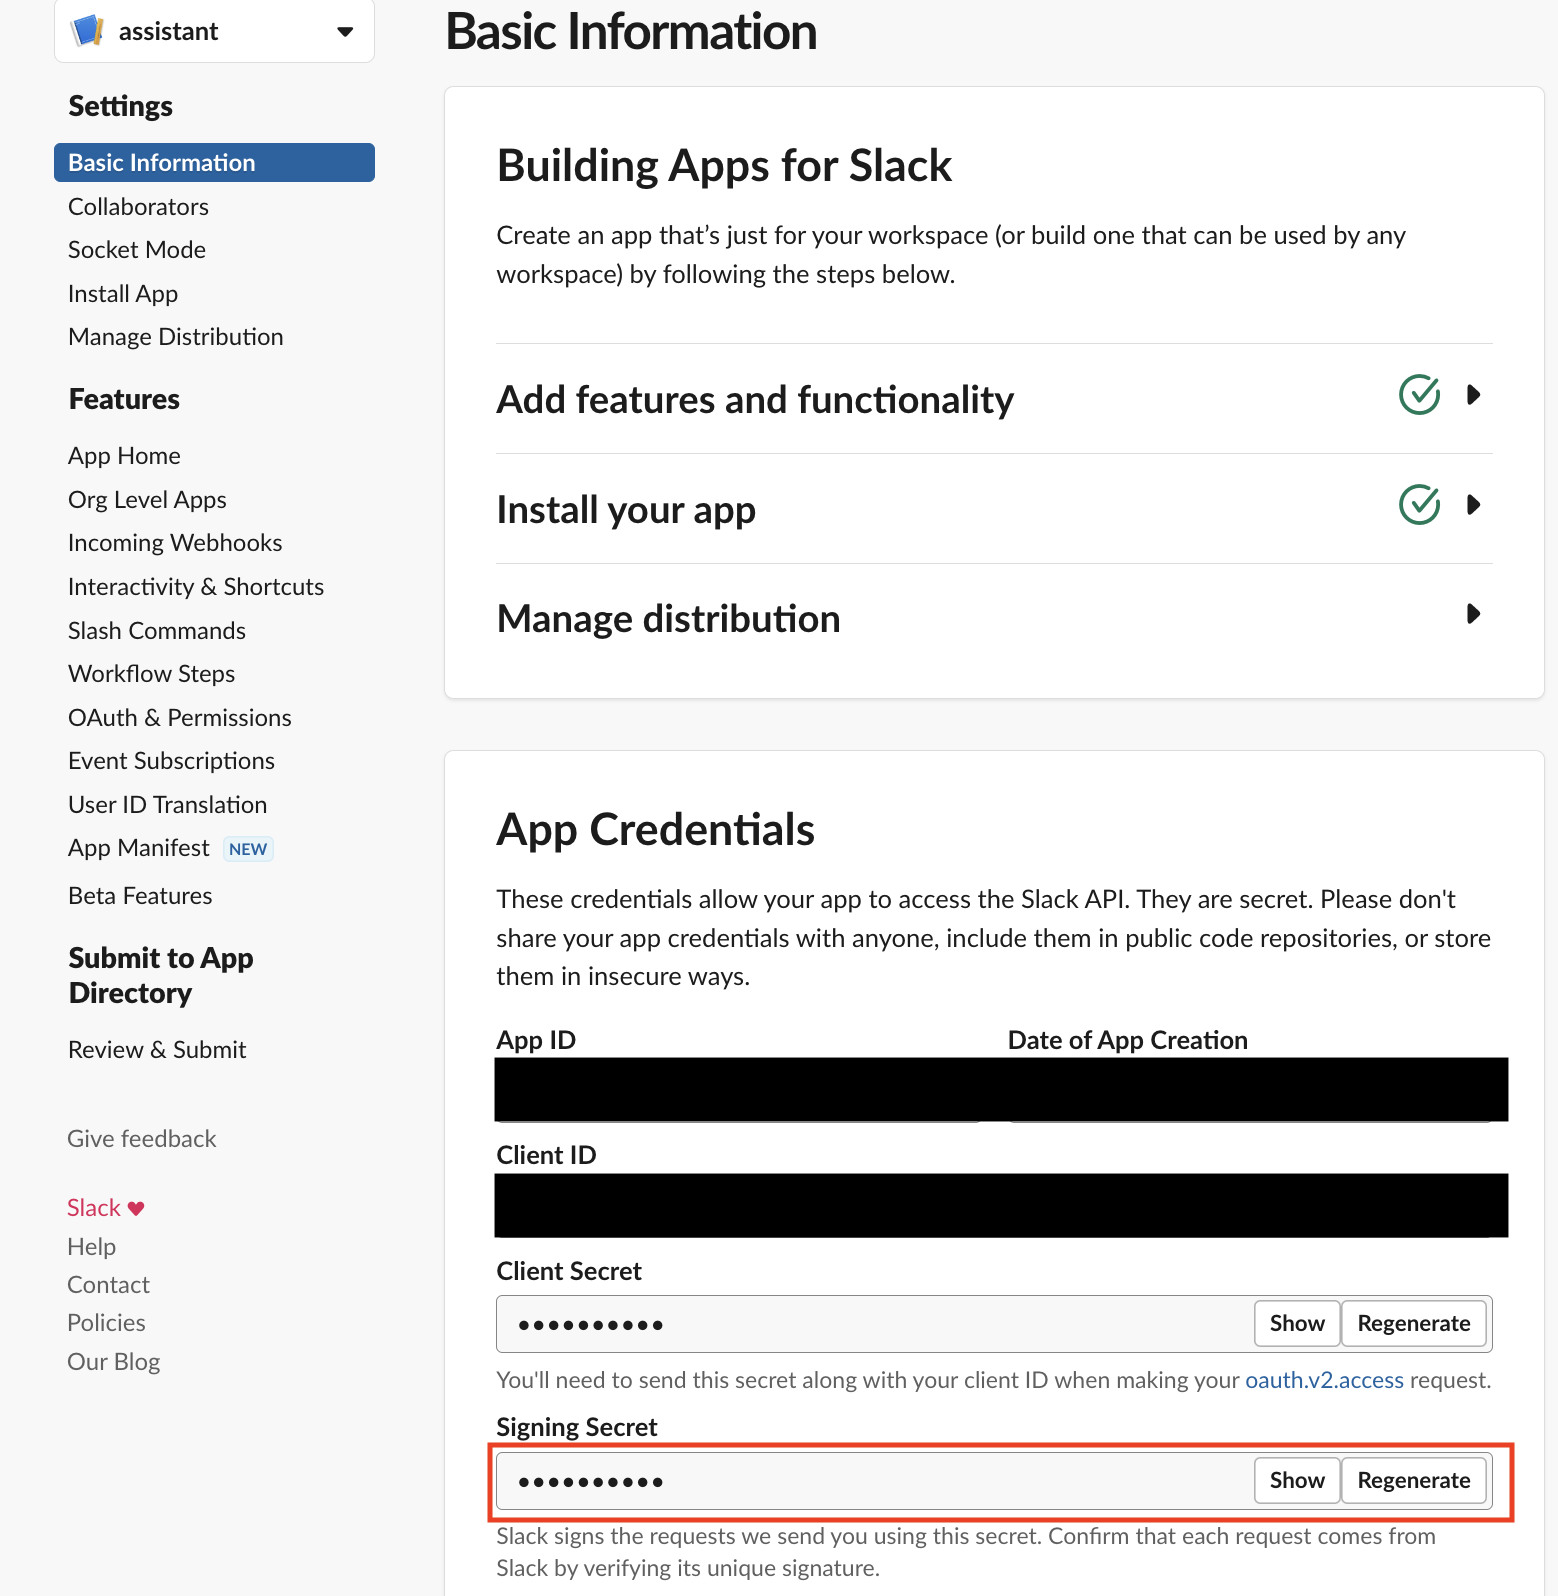 assistant
Settings
Basic Information
Collaborators
Socket Mode
Install App
Manage Distribution
Features
App Home
Org Level Apps
Incoming Webhooks
Interactivity & Shortcuts
Slash Commands
Workflow Steps
OAuth & Permissions
Event Subscriptions
User ID Translation
App Manifest NEW
Beta Features
Submit to App
Directory
Review & Submit
Give feedback
Slack ♥
Help
Contact
Policies
Our Blog
Basic Information
Building Apps for Slack
Create an app that’s just for your workspace (or build one that can be used by any
workspace) by following the steps below.
Add features and functionality
Install your app
Manage distribution
App Credentials
These credentials allow your app to access the Slack API. They are secret. Please don't
share your app credentials with anyone, include them in public code repositories, or store
them in insecure ways.
App ID Date of App Creation
Client ID
Client Secret
•••••••••• Show Regenerate
You'll need to send this secret along with your client ID when making your oauth.v2.access request.
Signing Secret
•••••••••• Show Regenerate
Slack signs the requests we send you using this secret. Confirm that each request comes from
Slack by verifying its unique signature.